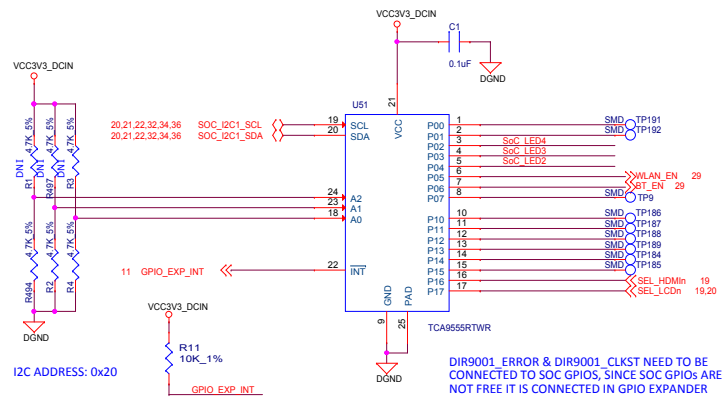 VCC3V3_DCIN
C1
0.1uF
DGND
VCC3V3_DCIN
U51
21
VCC
20,21,22,32,34,36 SOC_I2C1_SCL
19
SCL
20,21,22,32,34,36 SOC_I2C1_SDA
20
SDA
P00 1 SMD TP191
P01 2 SMD TP192
P02 3 SoC_LED4
P03 4 SoC_LED3
P04 5 SoC_LED2
P05 6 WLAN_EN 29
P06 7 BT_EN 29
P07 8 SMD TP9
4.7K_5%
4.7K_5%
4.7K_5%
DNI
DNI
R1
R497
R3
24 A2
23 A1
18 A0
P10 10 SMD TP186
P11 11 SMD TP187
P12 12 SMD TP188
P13 13 SMD TP189
P14 14 SMD TP184
P15 15 SMD TP185
P16 16 SEL_HDMIn 19
P17 17 SEL_LCDn 19,20
4.7K_5%
4.7K_5%
4.7K_5%
R494
R2
R4
11 GPIO_EXP_INT
22 INT
GND
PAD
9
25
TCA9555RTWR
DGND
VCC3V3_DCIN
R11
10K_1%
GPIO_EXP_INT
DGND
I2C ADDRESS: 0x20
DIR9001_ERROR & DIR9001_CLKST NEED TO BE
CONNECTED TO SOC GPIOS, SINCE SOC GPIOs ARE
NOT FREE IT IS CONNECTED IN GPIO EXPANDER